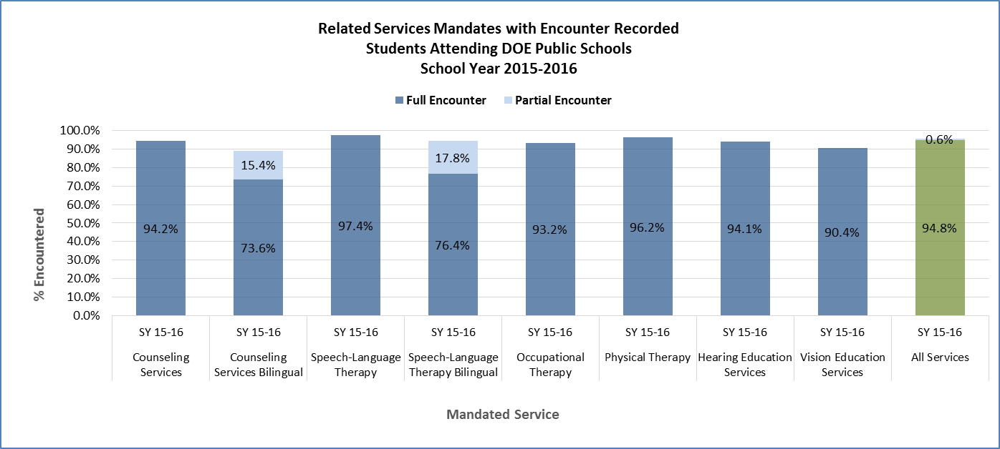 Related Services Mandates with Encounter Recorded
Students Attending DOE Public Schools
School Year 2015-2016
Full Encounter Partial Encounter
% Encountered
100.0%
90.0%
80.0%
70.0%
60.0%
50.0%
40.0%
30.0%
20.0%
10.0%
0.0%
94.2%
15.4%
73.6%
97.4%
17.8%
76.4%
93.2%
96.2%
94.1%
90.4%
0.6%
94.8%
SY 15-16 SY 15-16 SY 15-16 SY 15-16 SY 15-16 SY 15-16 SY 15-16 SY 15-16 SY 15-16
Counseling
Services
Counseling
Services Bilingual
Speech-Language
Therapy
Speech-Language
Therapy Bilingual
Occupational
Therapy
Physical Therapy
Hearing Education
Services
Vision Education
Services
All Services
Mandated Service